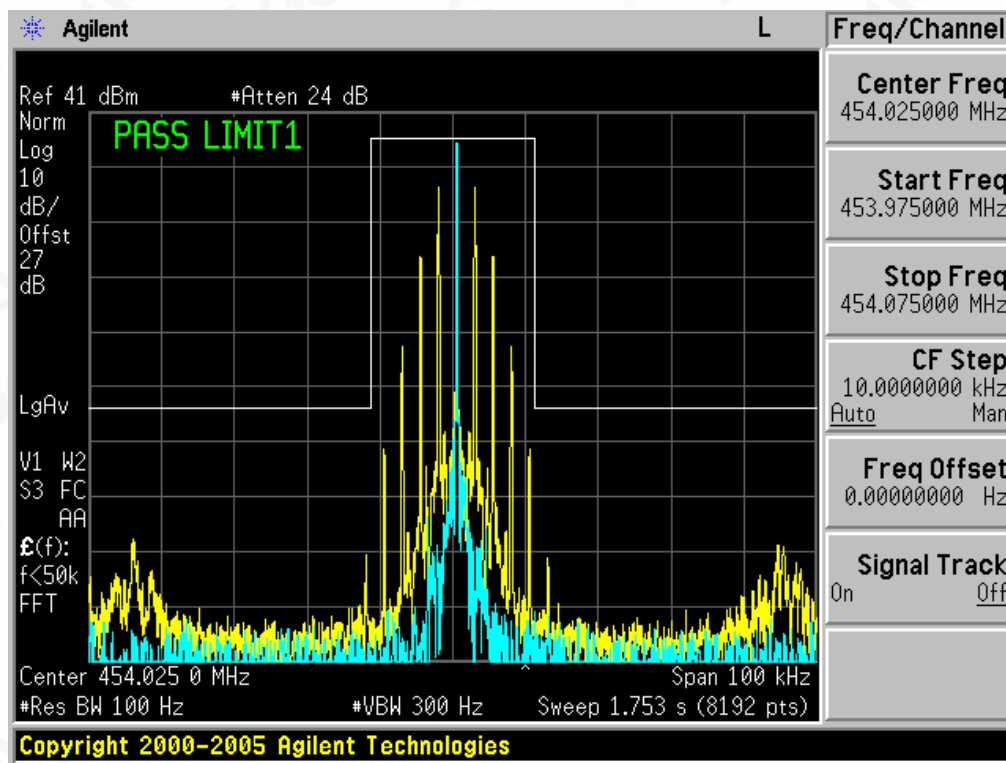 Agilent L Freq/Channel
Ref 41 dBm #Atten 24 dB
Norm
Log
10
dB/
Offst
27
dB
PASS LIMIT1
LgAv
V1 W2
S3 FC
AA
£(f):
f<50k
FFT
Center 454.025 0 MHz Span 100 kHz
#Res BW 100 Hz #VBW 300 Hz Sweep 1.753 s (8192 pts)
Copyright 2000-2005 Agilent Technologies
Center Freq
454.025000 MHz
Start Freq
453.975000 MHz
Stop Freq
454.075000 MHz
CF Step
10.0000000 kHz
Auto Man
Freq Offset
0.00000000 Hz
Signal Track
On Off